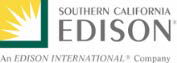 SOUTHERN CALIFORNIA
EDISON®
An EDISON INTERNATIONAL® Company